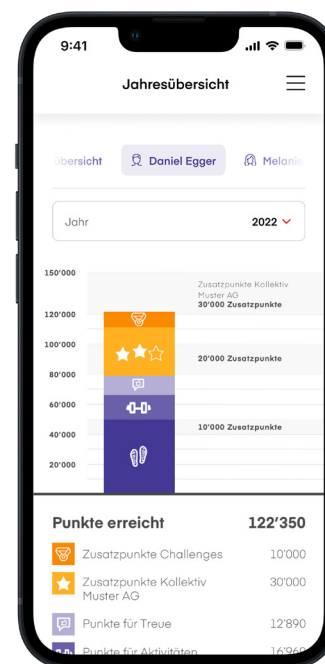 9:41
Jahresübersicht
übersicht Daniel Egger Melanie
Jahr 2022
150'000
Zusatzpunkte Kollektiv
Muster AG
30'000 Zusatzpunkte
120'000
100'000
20'000 Zusatzpunkte
80'000
60'000
10'000 Zusatzpunkte
40'000
20'000
Punkte erreicht 122'350
Zusatzpunkte Challenges 10'000
Zusatzpunkte Kollektiv 30'000
Muster AG
Punkte für Treue 12'890
Punkte für Aktivitäten 16'960